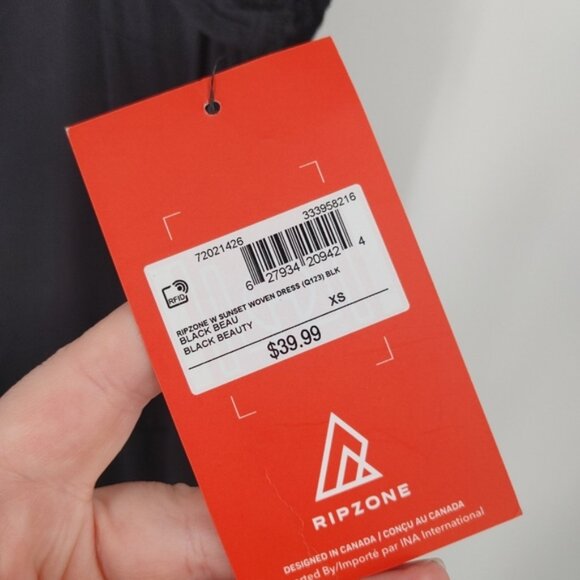 333958216
72021426
6 27934 20942 4
RFID
RIPZONE W SUNSET WOVEN DRESS (Q123) BLK
BLACK BEAU
BLACK BEAUTY XS
$39.99
RIPZONE
DESIGNED IN CANADA / CONÇU AU CANADA
rted By/Importé par INA International